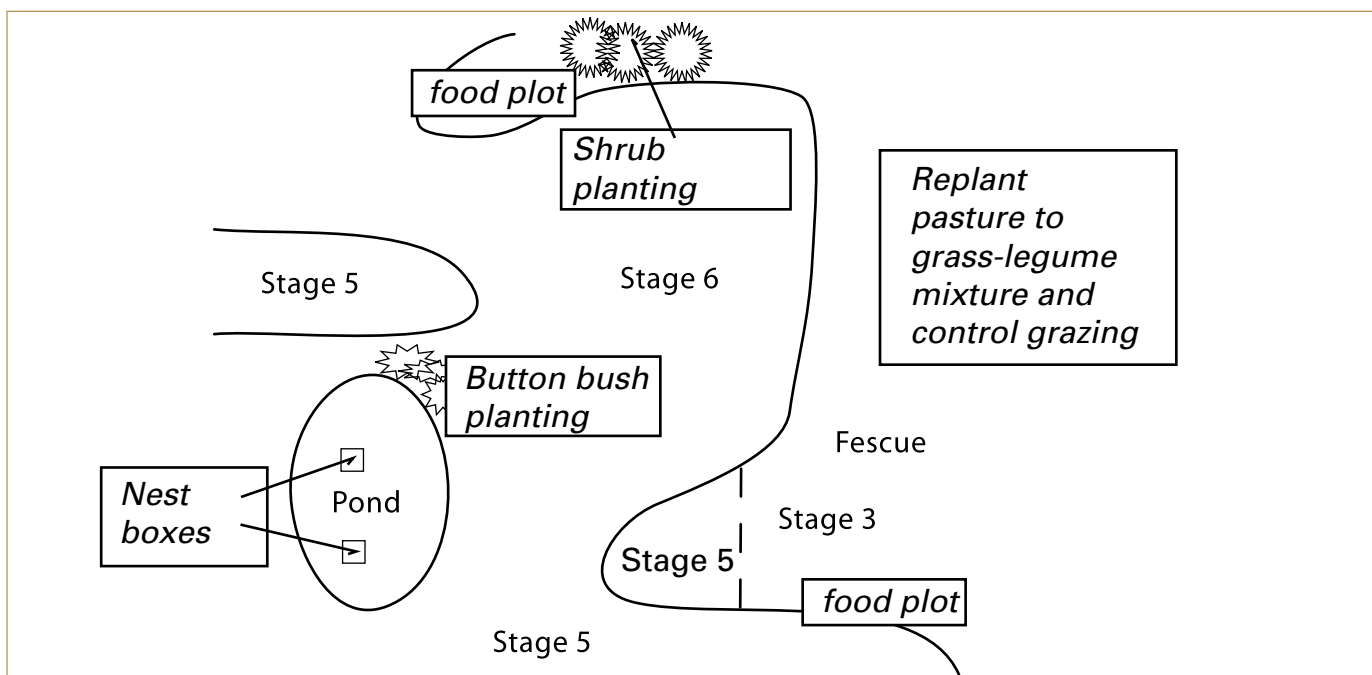 food plot
Shrub
planting
Replant
pasture to
grass-legume
mixture and
control grazing
Stage 5
Stage 6
Button bush
planting
Fescue
Nest
boxes
Pond
Stage 3
Stage 5
food plot
Stage 5